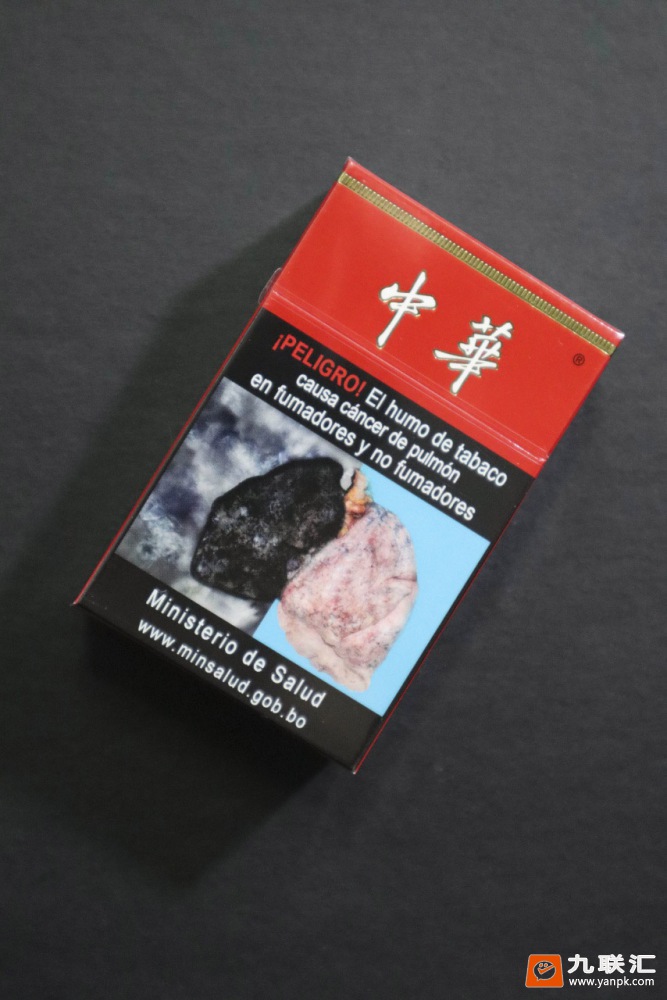 中華
®
¡PELIGRO! El humo de tabaco
causa cáncer de pulmón
en fumadores y no fumadores
Ministerio de Salud
www.minsalud.gob.bo
九联汇
www.yanpk.com